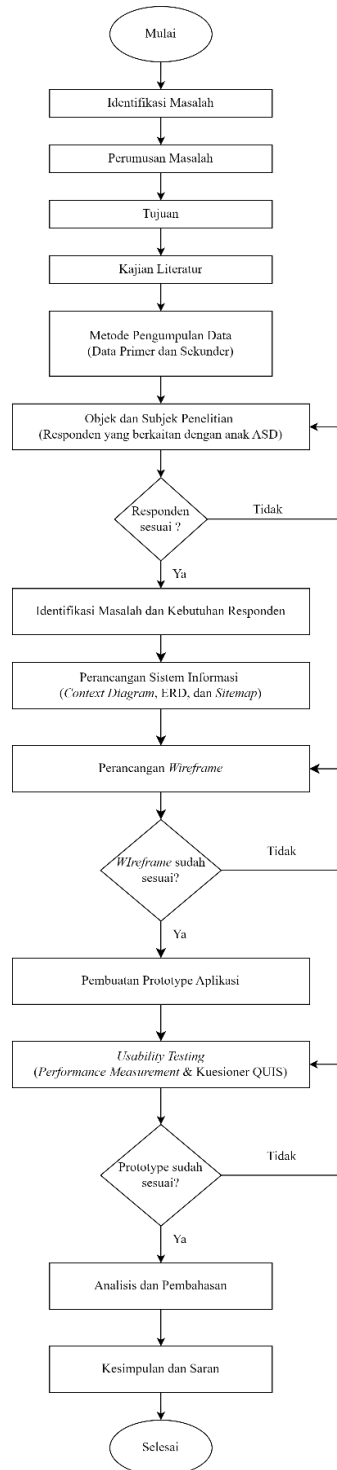 Mulai
Identifikasi Masalah
Perumusan Masalah
Tujuan
Kajian Literatur
Metode Pengumpulan Data
(Data Primer dan Sekunder)
Objek dan Subjek Penelitian
(Responden yang berkaitan dengan anak ASD)
Responden
sesuai ?
Tidak
Ya
Identifikasi Masalah dan Kebutuhan Responden
Perancangan Sistem Informasi
(Context Diagram, ERD, dan Sitemap)
Perancangan Wireframe
WIreframe sudah
sesuai?
Tidak
Ya
Pembuatan Prototype Aplikasi
Usability Testing
(Performance Measurement & Kuesioner QUIS)
Prototype sudah
sesuai?
Tidak
Ya
Analisis dan Pembahasan
Kesimpulan dan Saran
Selesai